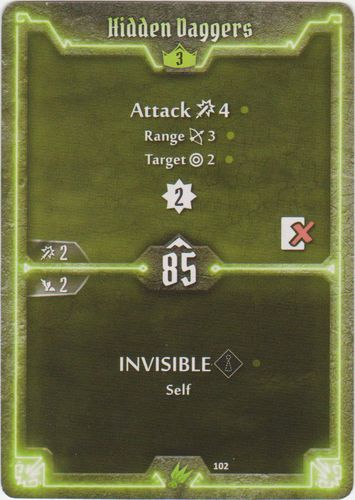 Hidden Daggers
3
Attack 4
Range 3
Target 2
2
2
85
2
INVISIBLE
Self
102